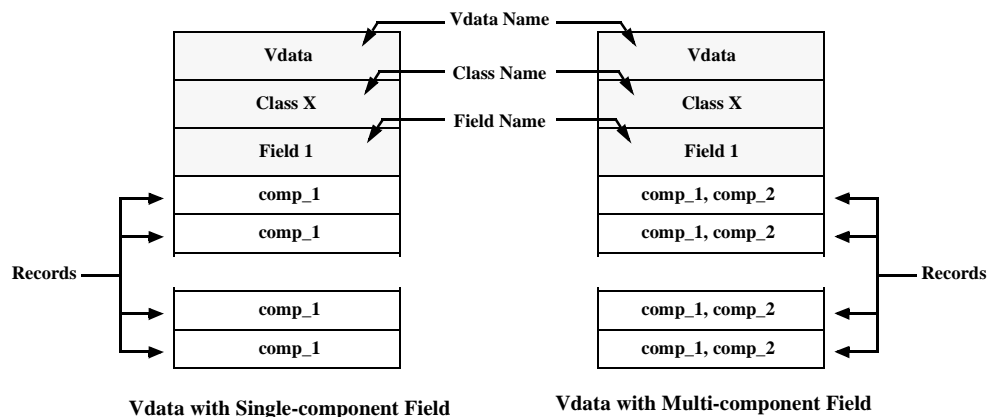 Vdata Name
Vdata
Vdata
Class Name
Class X
Class X
Field Name
Field 1
Field 1
comp_1
comp_1, comp_2
comp_1
comp_1, comp_2
Records
Records
comp_1
comp_1, comp_2
comp_1
comp_1, comp_2
Vdata with Single-component Field
Vdata with Multi-component Field